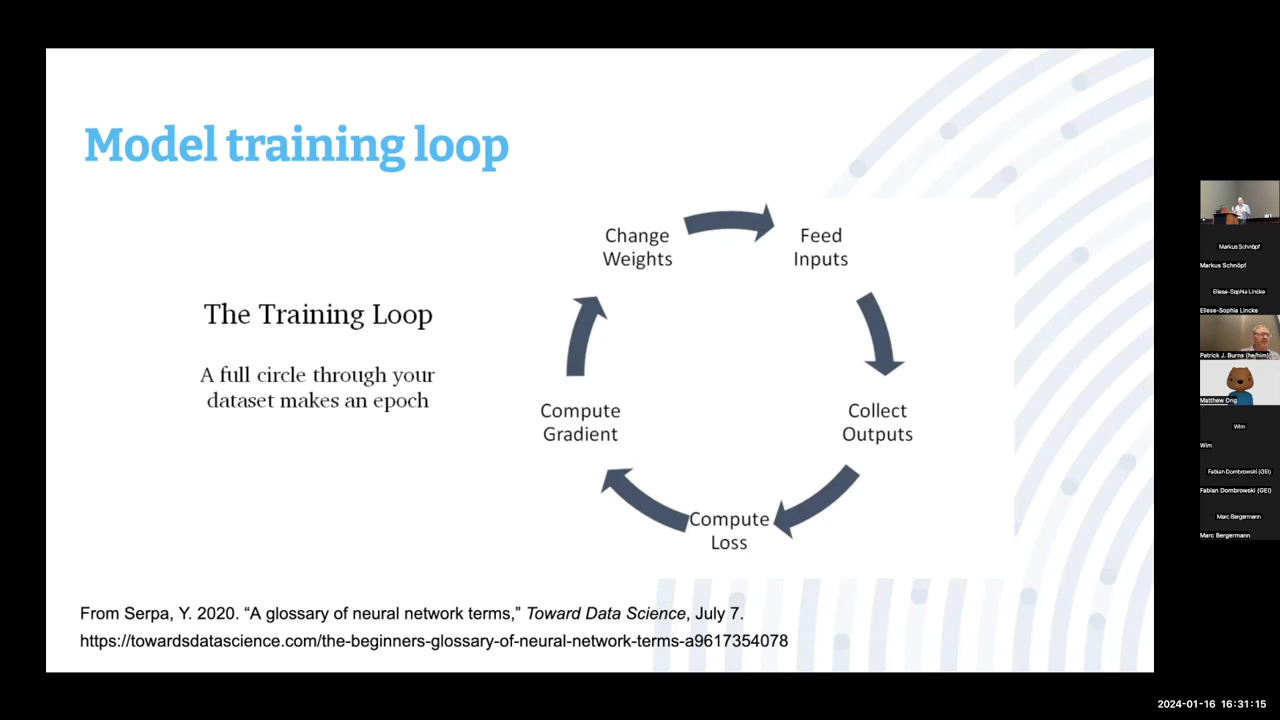 Model training loop
The Training Loop
A full circle through your
dataset makes an epoch
Change
Weights
Feed
Inputs
Collect
Outputs
Compute
Loss
Compute
Gradient
From Serpa, Y. 2020. “A glossary of neural network terms,” Toward Data Science, July 7.
https://towardsdatascience.com/the-beginners-glossary-of-neural-network-terms-a9617354078
Markus Schnöpf
Markus Schnöpf
Eliese-Sophia Lincke
Eliese-Sophia Lincke
Patrick J. Burns (he/him)
Matthew Ong
Wim
Wim
Fabian Dombrowski (GEI)
Fabian Dombrowski (GEI)
Marc Bergermann
Marc Bergermann
2024-01-16 16:31:15